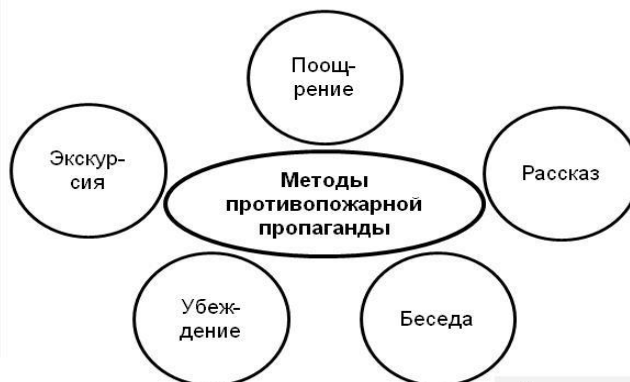 Поощ-
рение
Экскур-
сия
Методы
противопожарной
пропаганды
Рассказ
Убеж-
дение
Беседа